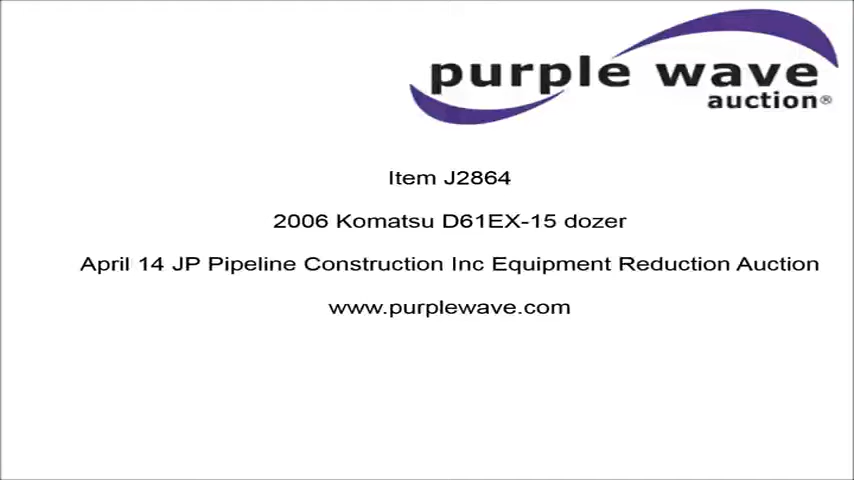 purple wave
auction®
Item J2864
2006 Komatsu D61EX-15 dozer
April 14 JP Pipeline Construction Inc Equipment Reduction Auction
www.purplewave.com